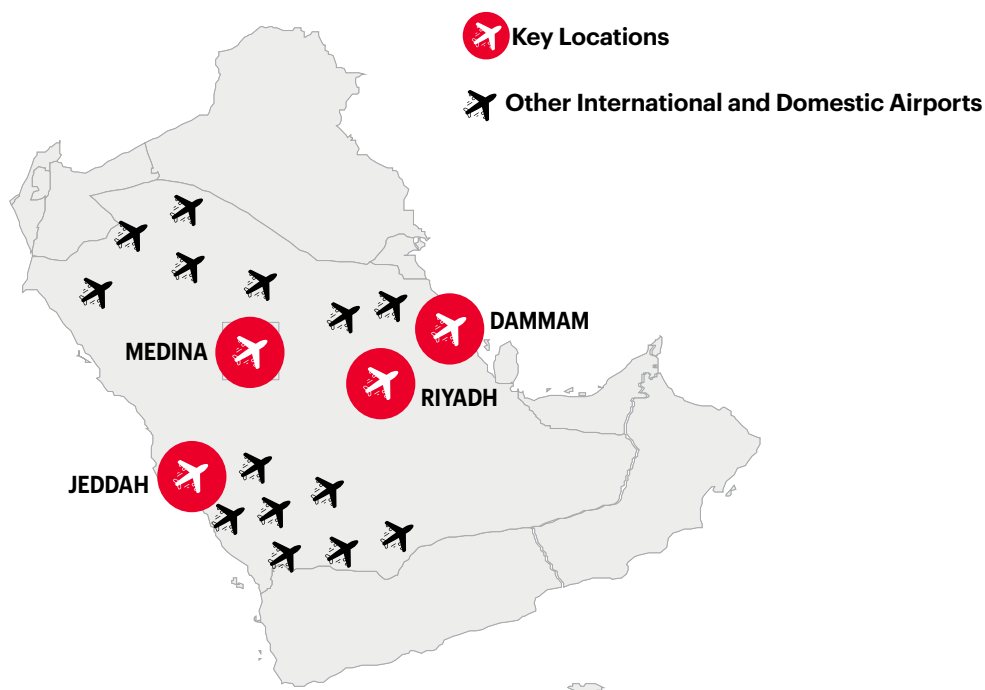 Key Locations
Other International and Domestic Airports
DAMMAM
MEDINA
RIYADH
JEDDAH